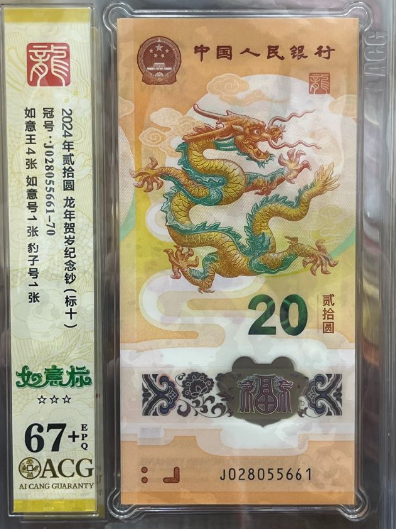 龍
2024年贰拾圆 龙年贺岁纪念钞（标十）
冠号：J028055661-70
如意王4张 如意号1张 豹子号1张
如意标
☆☆☆
67+EPQ
ACG
AI CANG GUARANTY
中国人民银行
龍
20
贰拾圆
福
J028055661